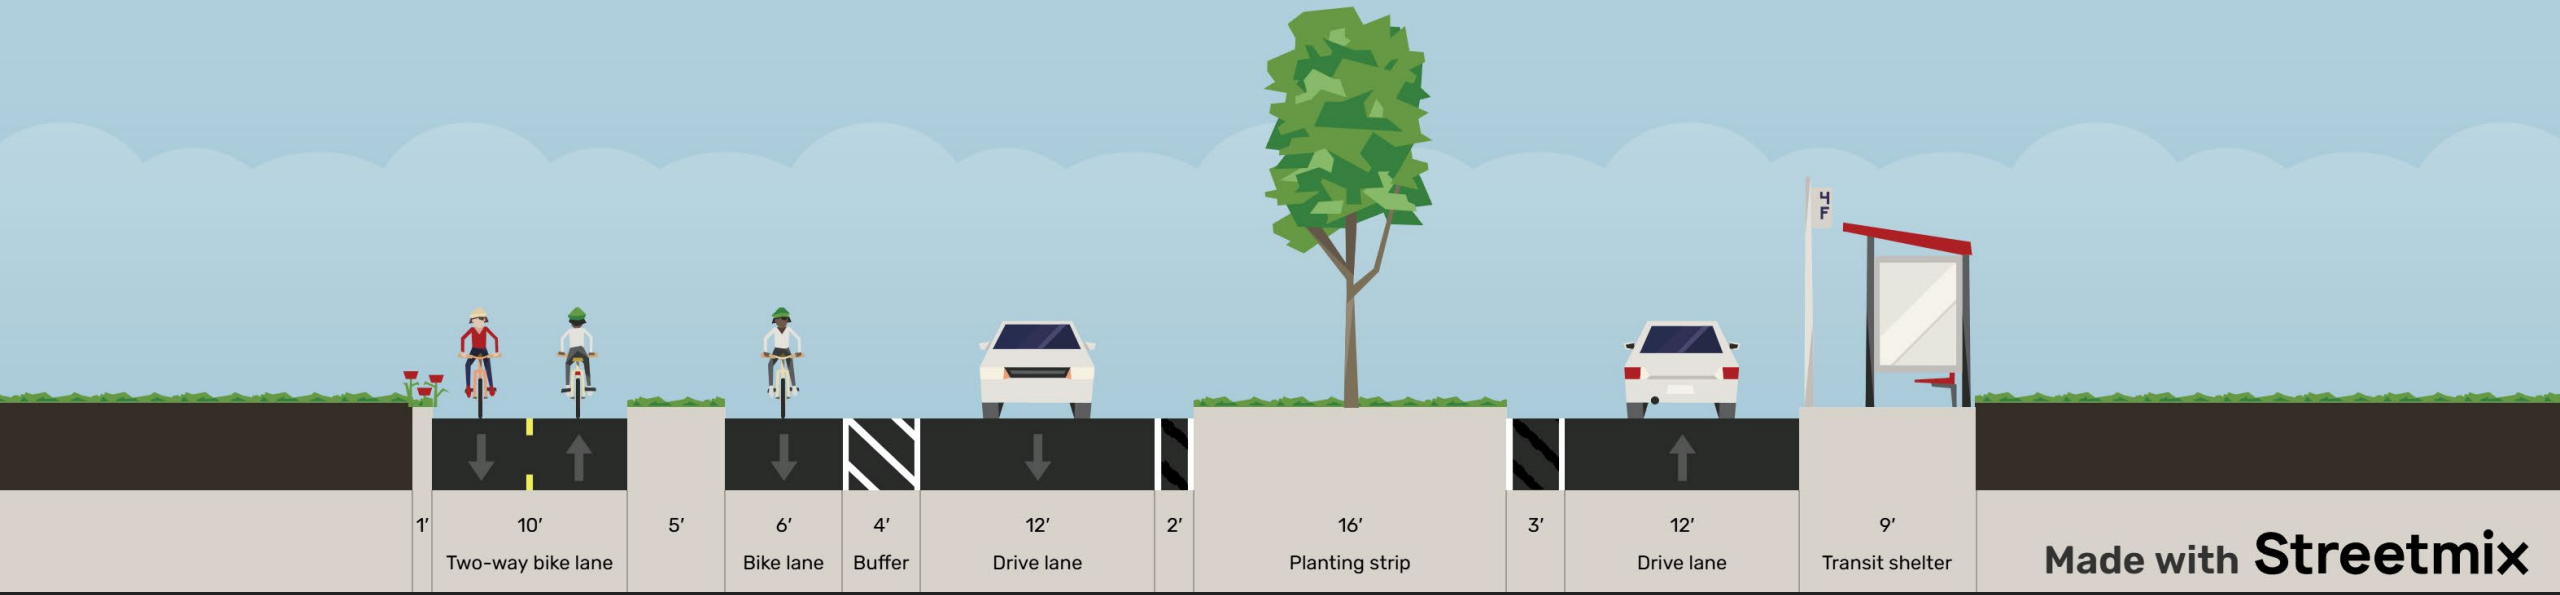 4
F
1′
10′
5′
6′
4′
12′
2′
16′
3′
12′
9′
Two-way bike lane
Bike lane
Buffer
Drive lane
Planting strip
Drive lane
Transit shelter
Made with Streetmix